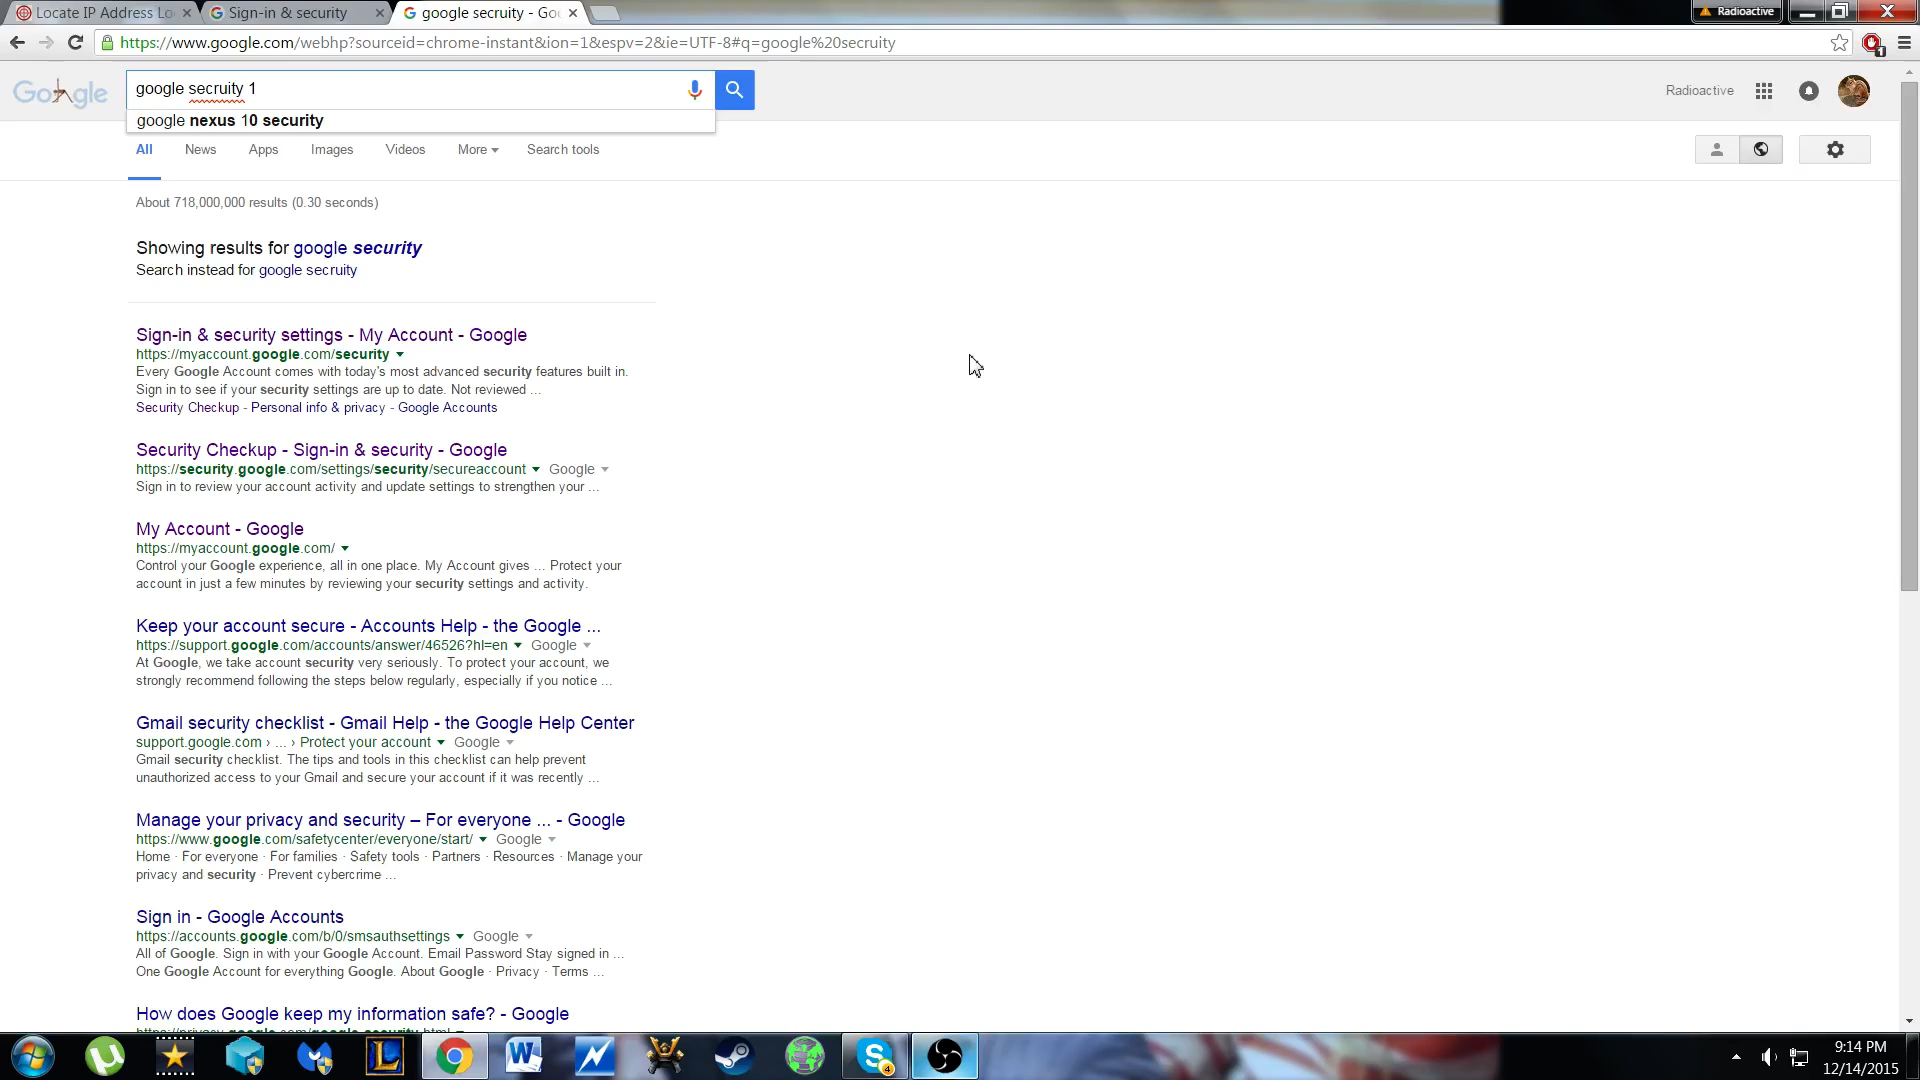 Locate IP Address Lo
Sign-in & security
google secruity - Go
Radioactive
https://www.google.com/webhp?sourceid=chrome-instant&ion=1&espv=2&ie=UTF-8#q=google%20secruity
1
Google
google secruity 1
Radioactive
google nexus 10 security
All News Apps Images Videos More Search tools
About 718,000,000 results (0.30 seconds)
Showing results for google security
Search instead for google secruity
Sign-in & security settings - My Account - Google
https://myaccount.google.com/security
Every Google Account comes with today's most advanced security features built in.
Sign in to see if your security settings are up to date. Not reviewed ...
Security Checkup - Personal info & privacy - Google Accounts
Security Checkup - Sign-in & security - Google
https://security.google.com/settings/security/secureaccount Google
Sign in to review your account activity and update settings to strengthen your ...
My Account - Google
https://myaccount.google.com/
Control your Google experience, all in one place. My Account gives ... Protect your
account in just a few minutes by reviewing your security settings and activity.
Keep your account secure - Accounts Help - the Google ...
https://support.google.com/accounts/answer/46526?hl=en Google
At Google, we take account security very seriously. To protect your account, we
strongly recommend following the steps below regularly, especially if you notice ...
Gmail security checklist - Gmail Help - the Google Help Center
support.google.com › ... › Protect your account Google
Gmail security checklist. The tips and tools in this checklist can help prevent
unauthorized access to your Gmail and secure your account if it was recently ...
Manage your privacy and security – For everyone ... - Google
https://www.google.com/safetycenter/everyone/start/ Google
Home · For everyone · For families · Safety tools · Partners · Resources · Manage your
privacy and security · Prevent cybercrime ...
Sign in - Google Accounts
https://accounts.google.com/b/0/smsauthsettings Google
All of Google. Sign in with your Google Account. Email Password Stay signed in ...
One Google Account for everything Google. About Google · Privacy · Terms ...
How does Google keep my information safe? - Google
4
9:14 PM
12/14/2015